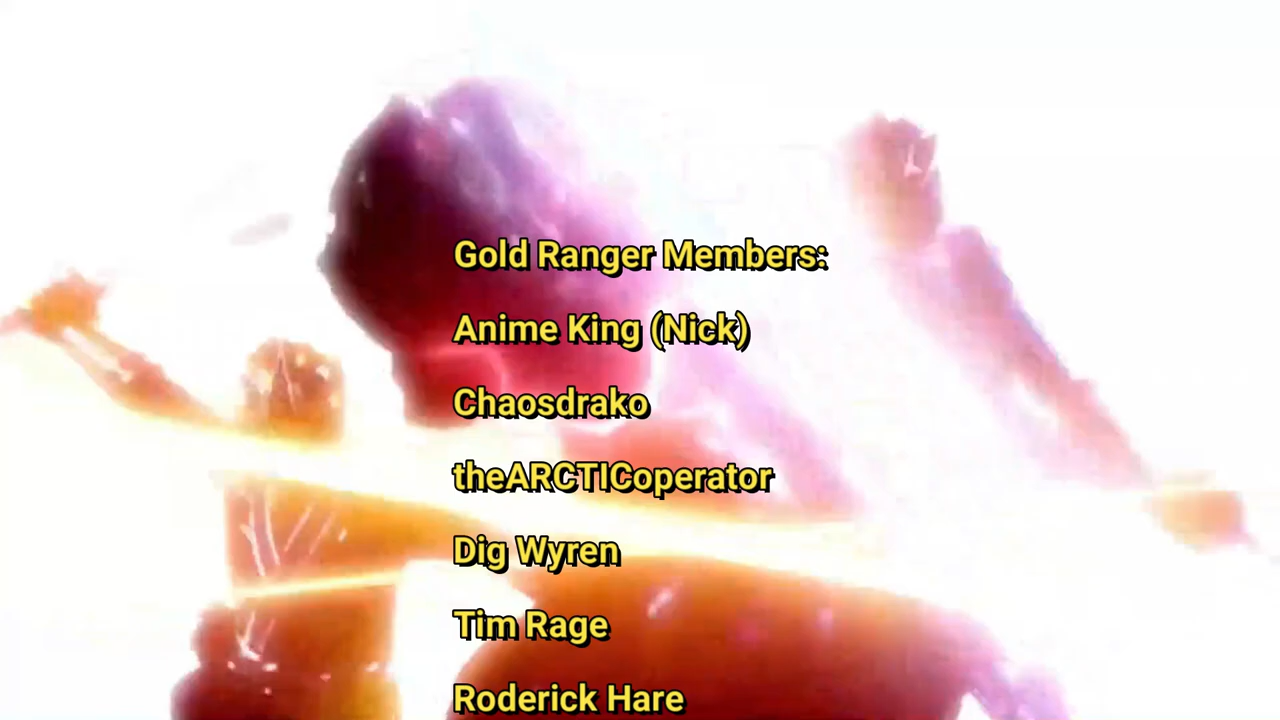 Gold Ranger Members:
Anime King (Nick)
Chaosdrako
theARCTICoperator
Dig Wyren
Tim Rage
Roderick Hare